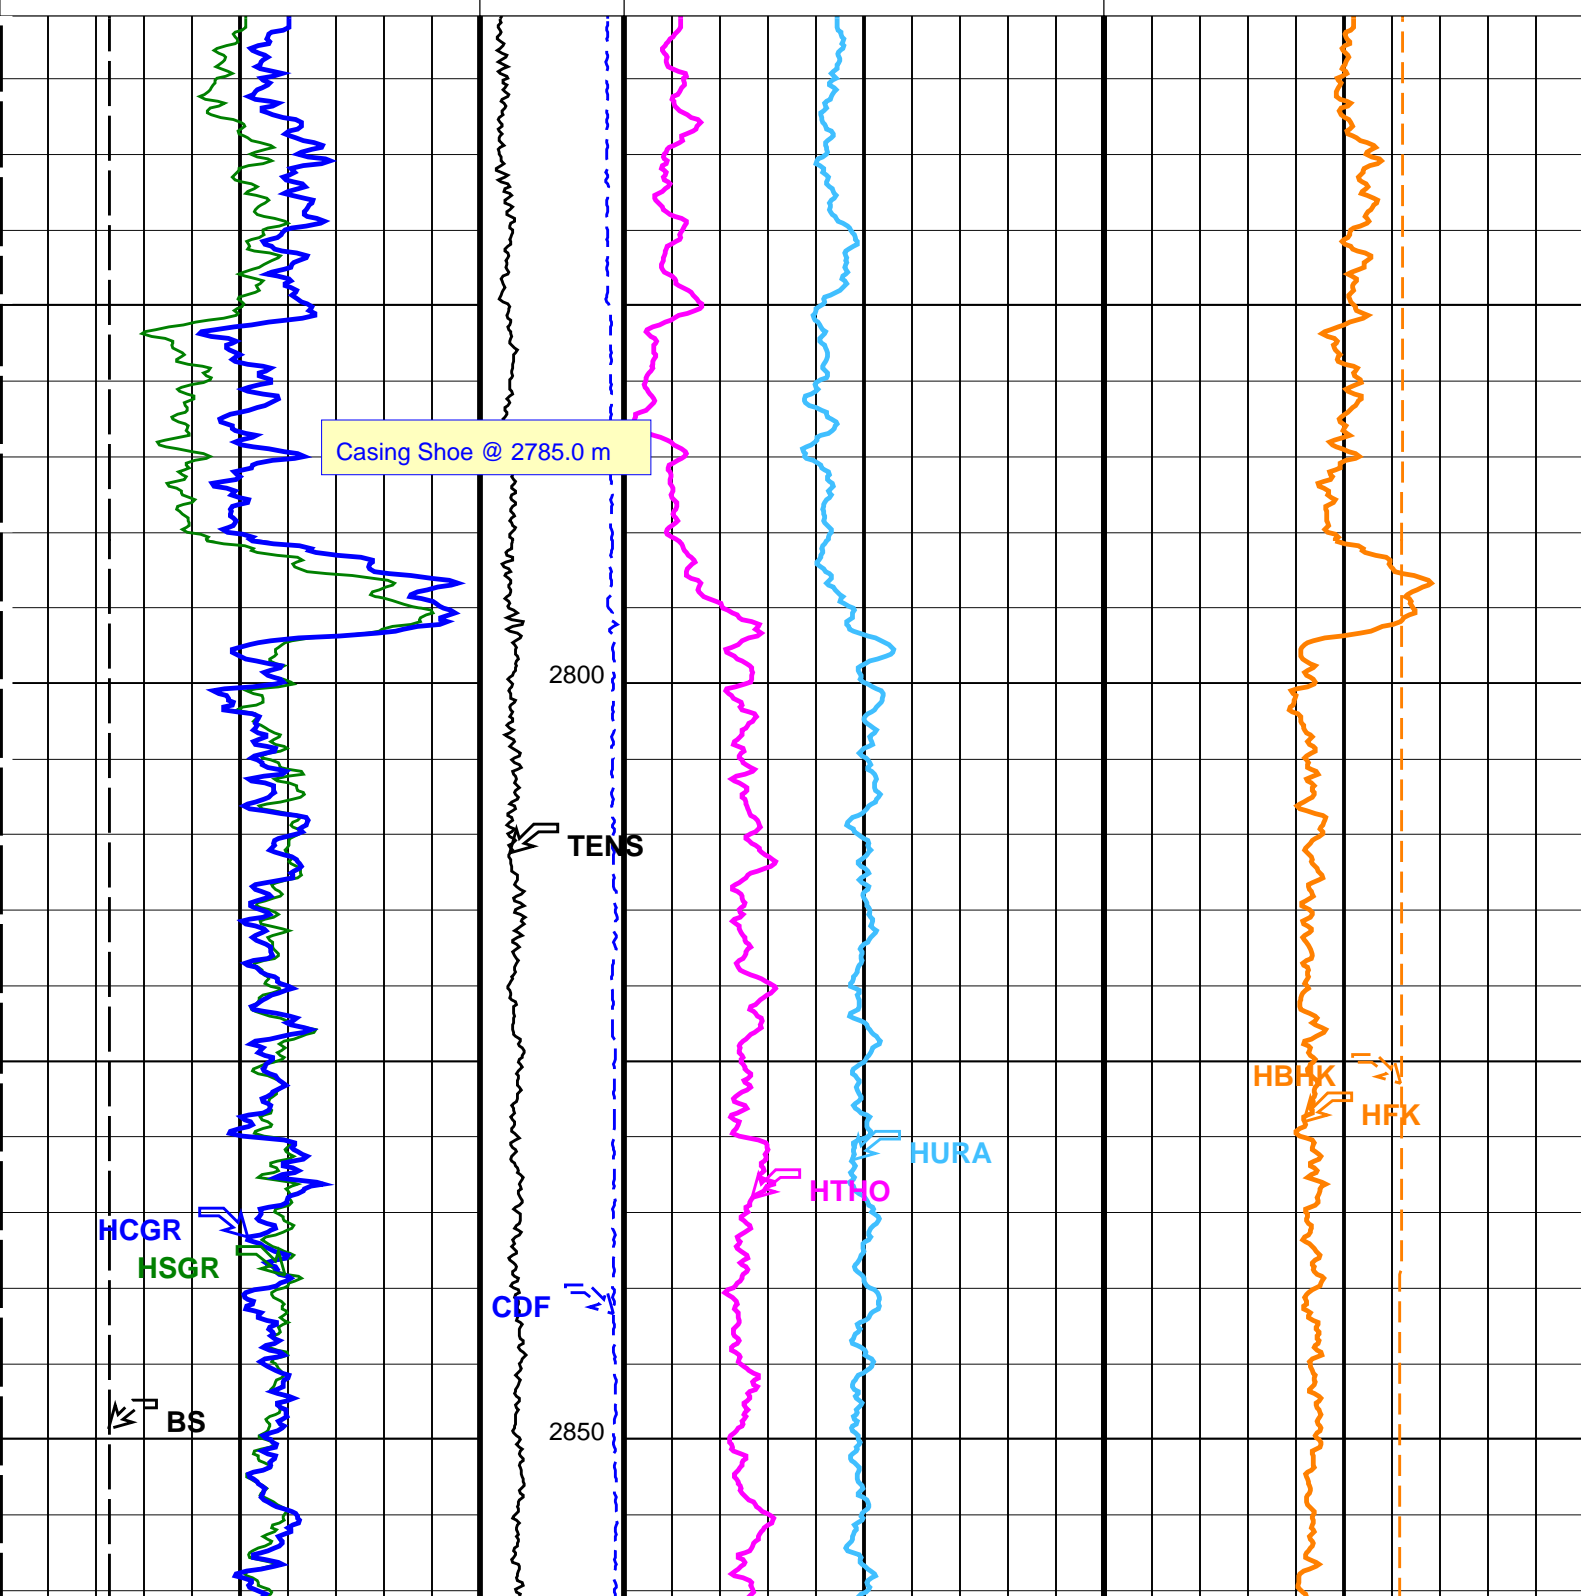 Casing Shoe @ 2785.0 m
2800
TENS
HBHK
HFK
HURA
HTHO
HCGR
HSGR
CDF
BS
2850